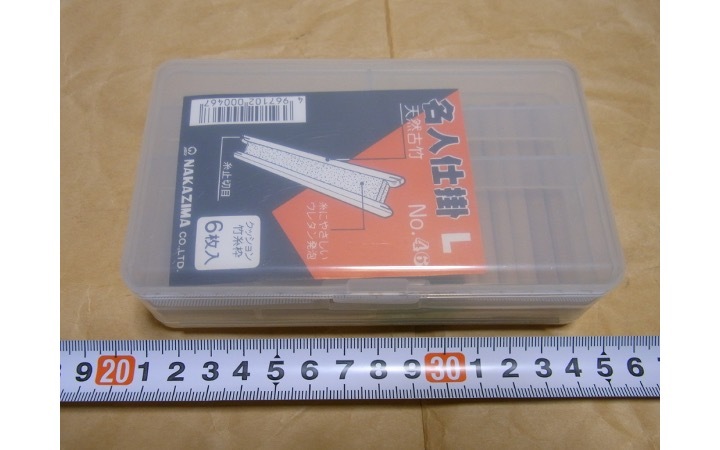 名人仕掛 L
No.46
天然古竹
4 967102 000467
糸止切目
糸にやさしい
ウレタン発泡
クッション
竹糸枠
6枚入
NAKAZIMA CO.,LTD.
9 20 1 2 3 4 5 6 7 8 9 30 1 2 3 4 5 6